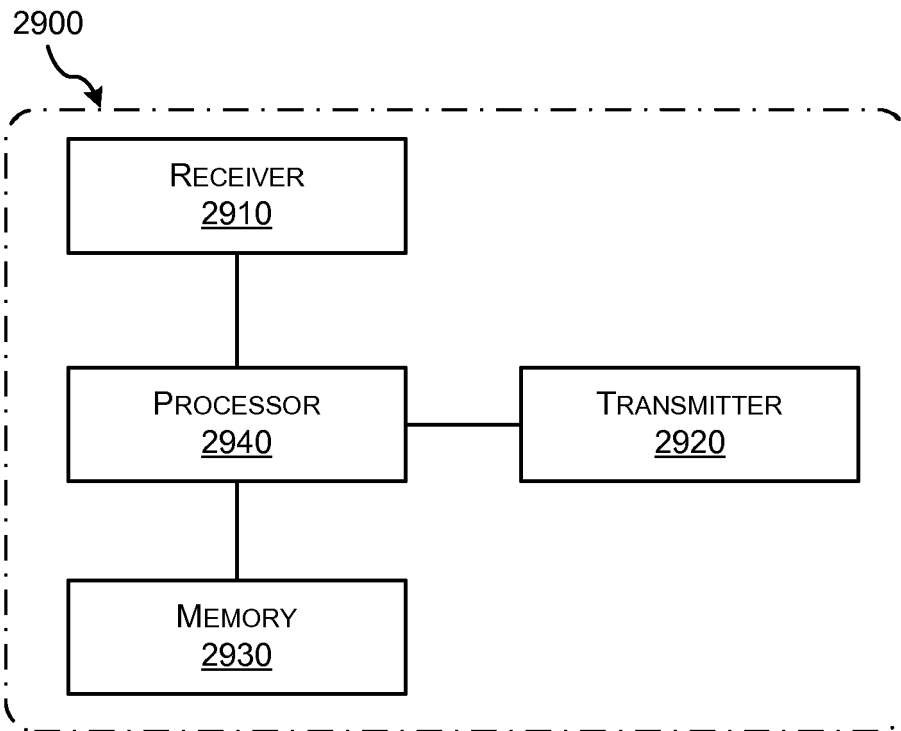 2900
RECEIVER
2910
PROCESSOR
2940
TRANSMITTER
2920
MEMORY
2930